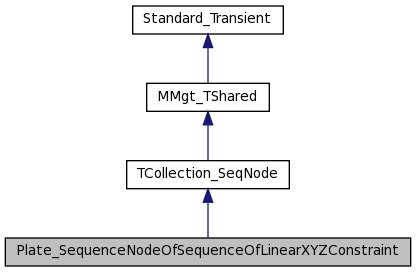 Standard_Transient
MMgt_TShared
TCollection_SeqNode
Plate_SequenceNodeOfSequenceOfLinearXYZConstraint